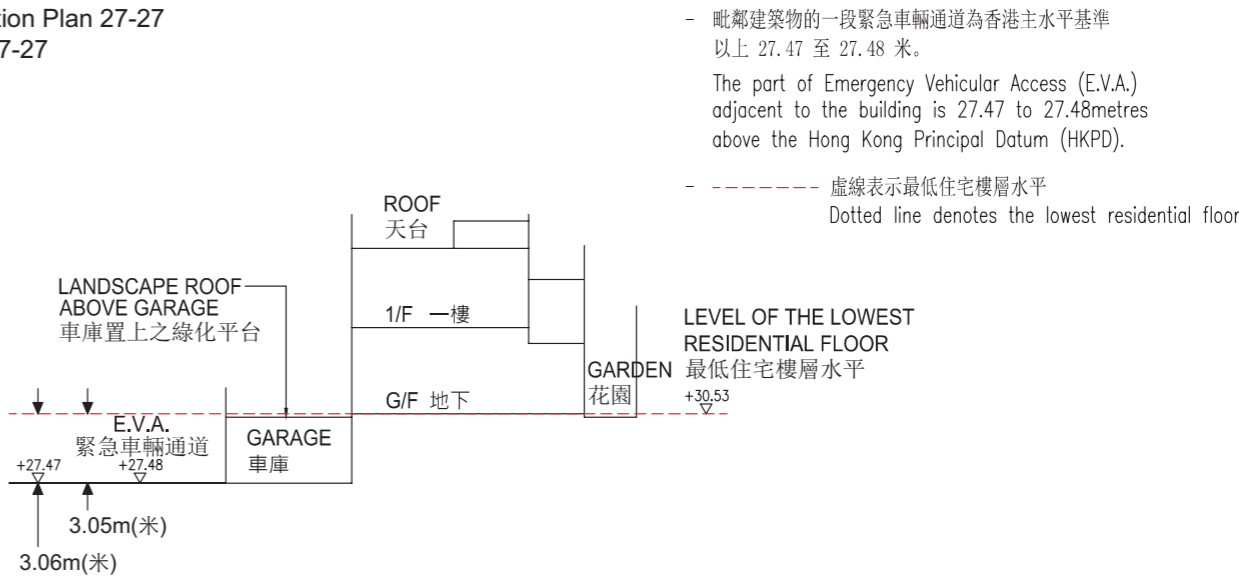 tion Plan 27-27
7-27
- 毗鄰建築物的一段緊急車輛通道為香港主水平基準
以上 27.47 至 27.48 米。
The part of Emergency Vehicular Access (E.V.A.)
adjacent to the building is 27.47 to 27.48metres
above the Hong Kong Principal Datum (HKPD).
- ------- 虛線表示最低住宅樓層水平
Dotted line denotes the lowest residential floor
ROOF
天台
LANDSCAPE ROOF
ABOVE GARAGE
車庫置上之綠化平台
1/F 一樓
LEVEL OF THE LOWEST
RESIDENTIAL FLOOR
最低住宅樓層水平
+30.53
GARDEN
花園
G/F 地下
E.V.A.
緊急車輛通道
+27.47
+27.48
GARAGE
車庫
3.05m(米)
3.06m(米)